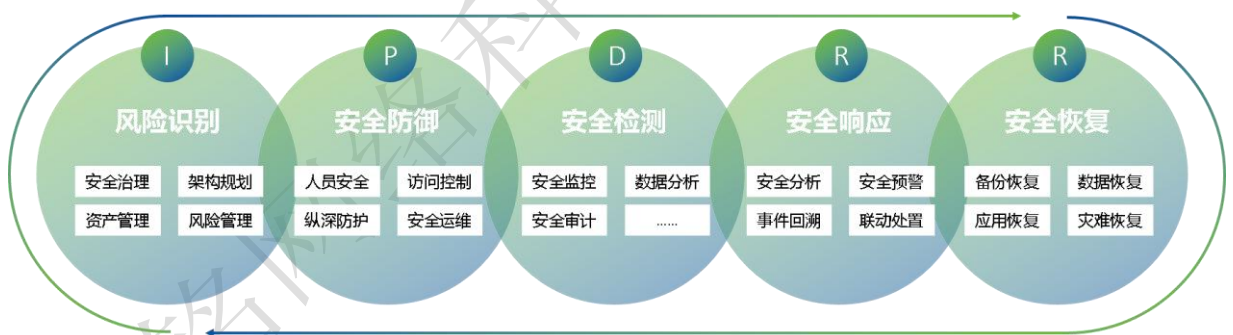 I P D R R
风险识别 安全防御 安全检测 安全响应 安全恢复
安全治理 架构规划 人员安全 访问控制 安全监控 数据分析 安全分析 安全预警 备份恢复 数据恢复
资产管理 风险管理 纵深防护 安全运维 安全审计 ...... 事件回溯 联动处置 应用恢复 灾难恢复
络网络科